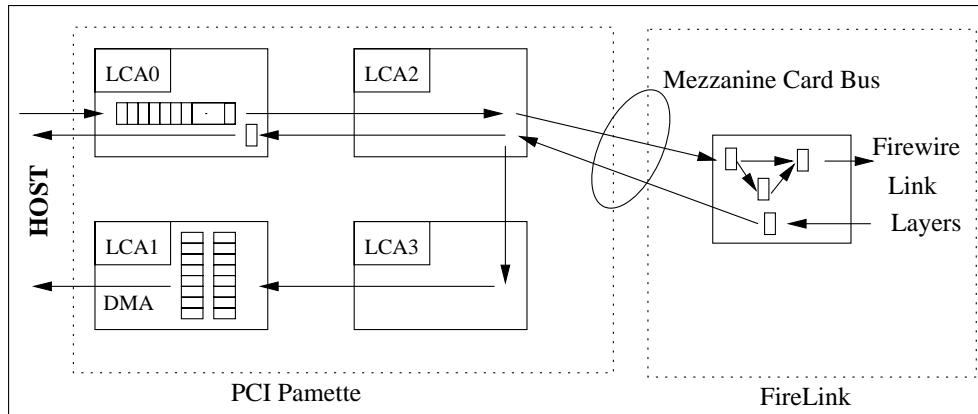 LCA0
LCA2
Mezzanine Card Bus
Firewire
Link
Layers
HOST
LCA1
LCA3
DMA
PCI Pamette
FireLink